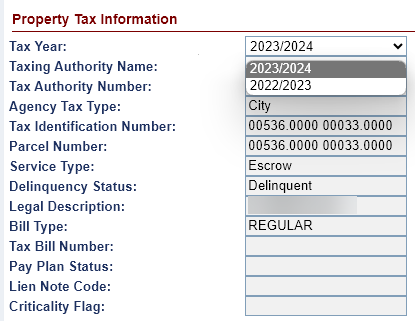 Property Tax Information
Tax Year: 2023/2024
Taxing Authority Name: 2023/2024
2022/2023
Tax Authority Number:
Agency Tax Type: City
Tax Identification Number: 00536.0000 00033.0000
Parcel Number: 00536.0000 00033.0000
Service Type: Escrow
Delinquency Status: Delinquent
Legal Description:
Bill Type: REGULAR
Tax Bill Number:
Pay Plan Status:
Lien Note Code:
Criticality Flag: